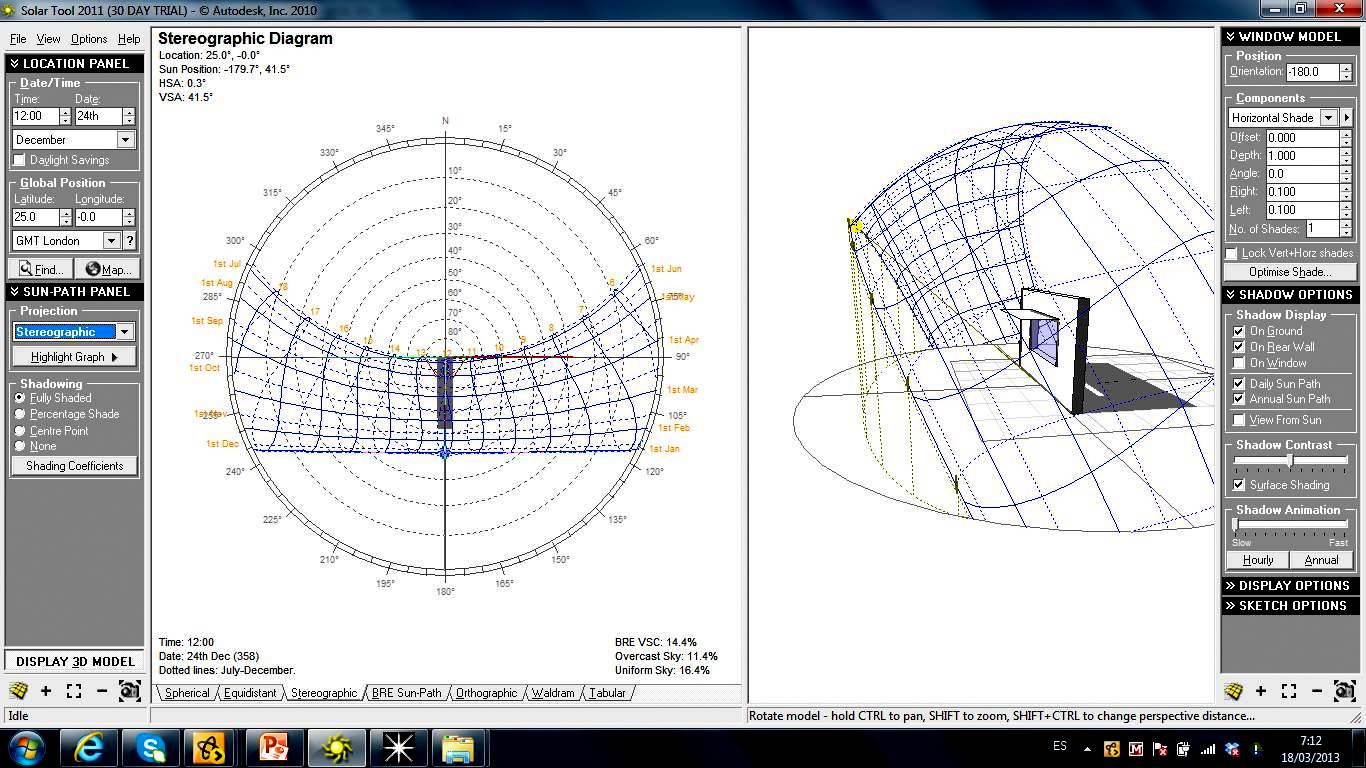 Solar Tool 2011 (30 DAY TRIAL) - © Autodesk, Inc. 2010
File View Options Help
LOCATION PANEL
Date/Time
Time: Date:
12:00 24th
December
Daylight Savings
Global Position
Latitude: Longitude:
25.0 -0.0
GMT London ?
Find... Map...
SUN-PATH PANEL
Projection
Stereographic
Highlight Graph
Shadowing
Fully Shaded
Percentage Shade
Centre Point
None
Shading Coefficients
DISPLAY 3D MODEL
Idle
Stereographic Diagram
Location: 25.0°, -0.0°
Sun Position: -179.7°, 41.5°
HSA: 0.3°
VSA: 41.5°
N
345° 15°
330° 30°
315° 45°
300° 60°
285° 75°
270° 90°
255° 105°
240° 120°
225° 135°
210° 150°
195° 165°
180°
10°
20°
30°
40°
50°
60°
70°
80°
1st Jul
1st Aug
1st Sep
1st Oct
1st Nov
1st Dec
1st Jun
1st May
1st Apr
1st Mar
1st Feb
1st Jan
18 17 16 15 14 13 12 11 10 9 8 7 6
Time: 12:00
Date: 24th Dec (358)
Dotted lines: July-December.
BRE VSC: 14.4%
Overcast Sky: 11.4%
Uniform Sky: 16.4%
Spherical Equidistant Stereographic BRE Sun-Path Orthographic Waldram Tabular
Rotate model - hold CTRL to pan, SHIFT to zoom, SHIFT+CTRL to change perspective distance...
WINDOW MODEL
Position
Orientation: -180.0
Components
Horizontal Shade
Offset: 0.000
Depth: 1.000
Angle: 0.0
Right: 0.100
Left: 0.100
No. of Shades: 1
Lock Vert+Horz shades
Optimise Shade...
SHADOW OPTIONS
Shadow Display
On Ground
On Rear Wall
On Window
Daily Sun Path
Annual Sun Path
View From Sun
Shadow Contrast
Surface Shading
Shadow Animation
Slow Fast
Hourly Annual
DISPLAY OPTIONS
SKETCH OPTIONS
ES
7:12
18/03/2013